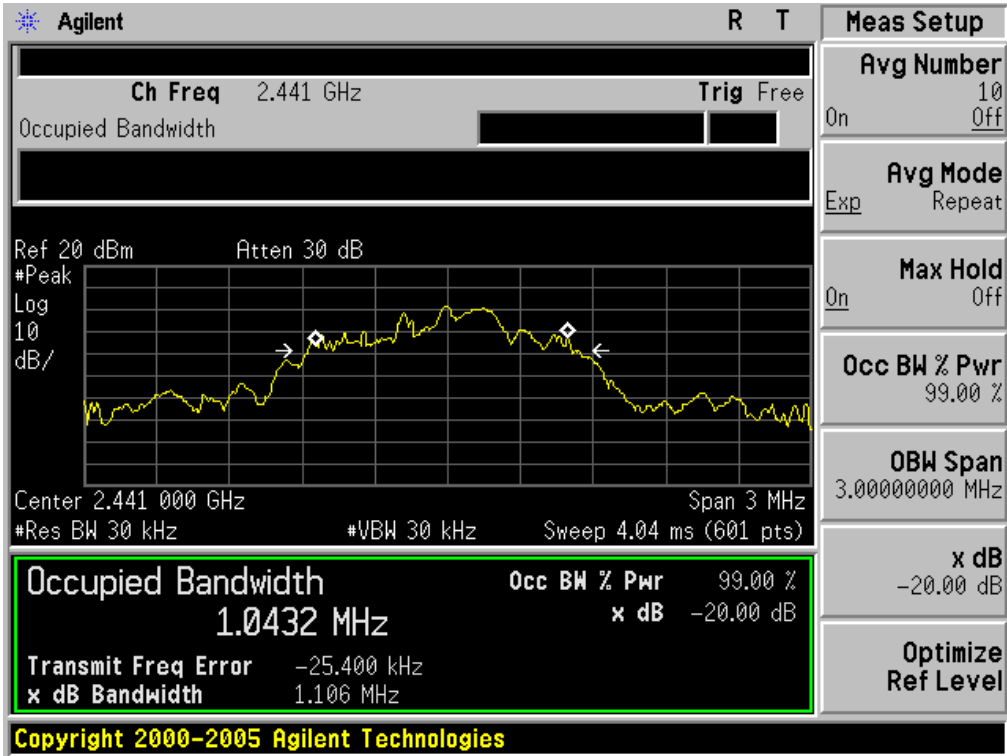 Agilent R T
Ch Freq 2.441 GHz Trig Free
Occupied Bandwidth
Ref 20 dBm Atten 30 dB
#Peak
Log
10
dB/
Center 2.441 000 GHz Span 3 MHz
#Res BW 30 kHz #VBW 30 kHz Sweep 4.04 ms (601 pts)
Occupied Bandwidth Occ BW % Pwr 99.00 %
1.0432 MHz x dB -20.00 dB
Transmit Freq Error -25.400 kHz
x dB Bandwidth 1.106 MHz
Copyright 2000-2005 Agilent Technologies
Meas Setup
Avg Number
10
On Off
Avg Mode
Exp Repeat
Max Hold
On Off
Occ BW % Pwr
99.00 %
OBW Span
3.00000000 MHz
x dB
-20.00 dB
Optimize
Ref Level